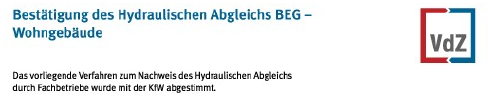 Bestätigung des Hydraulischen Abgleichs BEG –
Wohngebäude
VdZ
Das vorliegende Verfahren zum Nachweis des Hydraulischen Abgleichs
durch Fachbetriebe wurde mit der KfW abgestimmt.